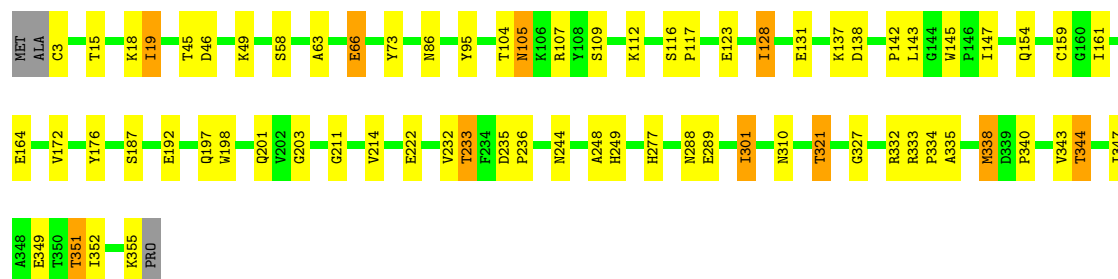 MET ALA C3 T15 K18 I19 T45 D46 K49 S58 A63 E66 Y73 N86 Y95 T104 N105 K106 R107 Y108 S109 K112 S116 P117 E123 I128 E131 K137 D138 P142 L143 G144 W145 P146 I147 Q154 C159 G160 I161
E164 V172 Y176 S187 E192 Q197 W198 Q201 V202 G203 G211 V214 E222 V232 T233 F234 D235 P236 N244 A248 H249 H277 N288 E289 I301 N310 T321 G327 R332 R333 P334 A335 M338 D339 P340 V343 T344 I347
A348 E349 T350 T351 I352 K355 PRO